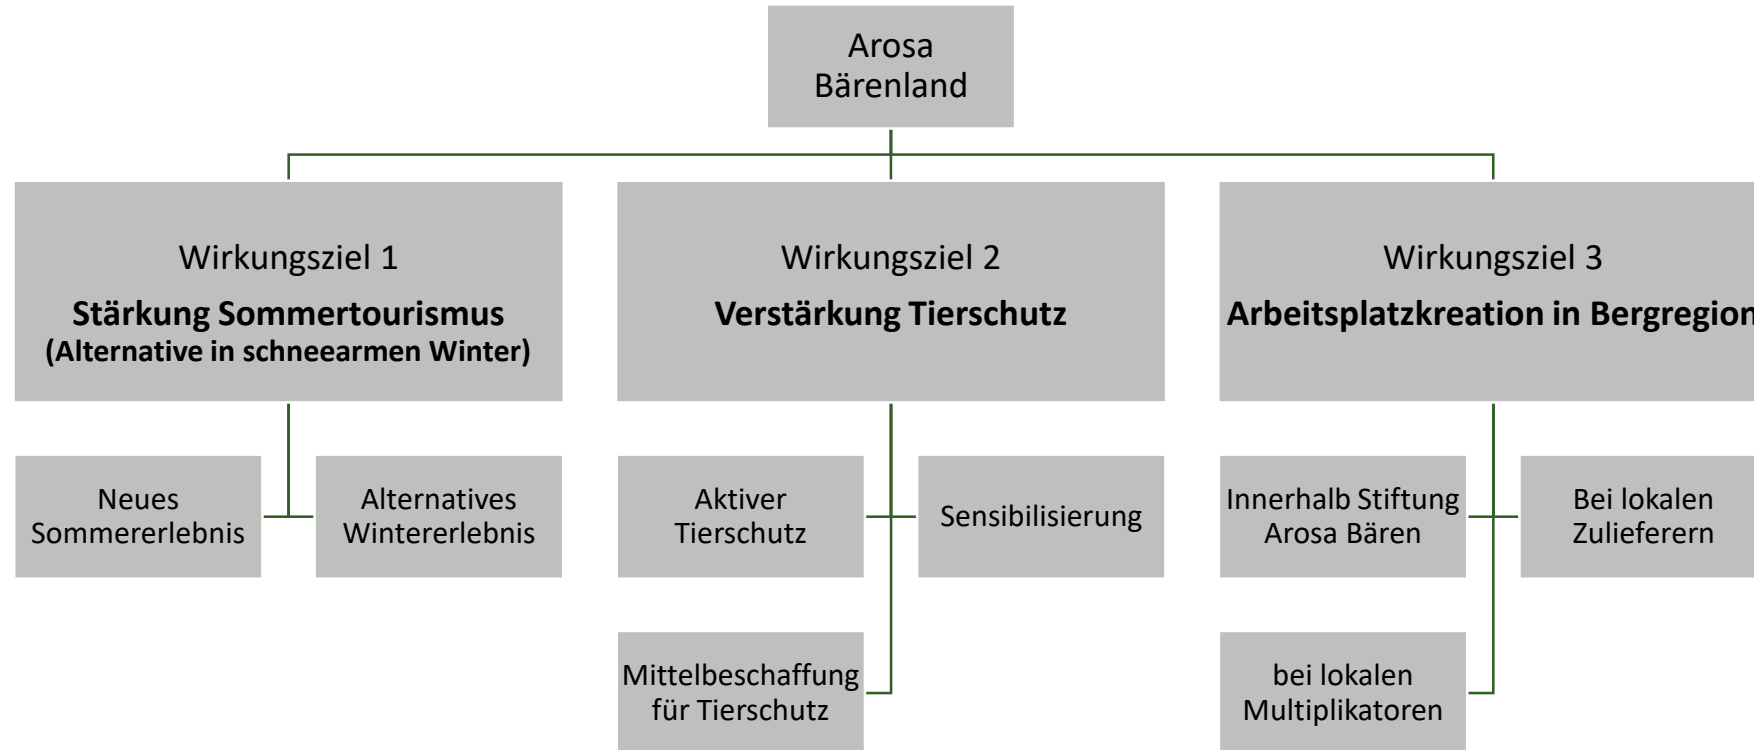 Arosa
Bärenland
Wirkungsziel 1
Stärkung Sommertourismus
(Alternative in schneearmen Winter)
Wirkungsziel 2
Verstärkung Tierschutz
Wirkungsziel 3
Arbeitsplatzkreation in Bergregion
Neues
Sommererlebnis
Alternatives
Wintererlebnis
Aktiver
Tierschutz
Sensibilisierung
Innerhalb Stiftung
Arosa Bären
Bei lokalen
Zulieferern
Mittelbeschaffung
für Tierschutz
bei lokalen
Multiplikatoren